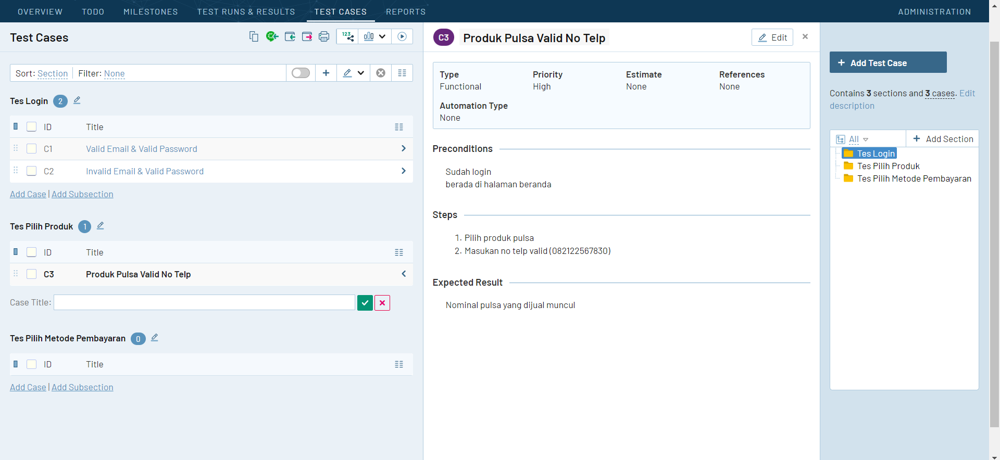 OVERVIEW TODO MILESTONES TEST RUNS & RESULTS TEST CASES REPORTS ADMINISTRATION
Test Cases
123
Sort: Section Filter: None
Tes Login 2
ID Title
C1 Valid Email & Valid Password
C2 Invalid Email & Valid Password
Add Case | Add Subsection
Tes Pilih Produk 1
ID Title
C3 Produk Pulsa Valid No Telp
Case Title:
Tes Pilih Metode Pembayaran 0
ID Title
Add Case | Add Subsection
C3 Produk Pulsa Valid No Telp
Edit
Type Priority Estimate References
Functional High None None
Automation Type
None
Preconditions
Sudah login
berada di halaman beranda
Steps
1. Pilih produk pulsa
2. Masukan no telp valid (082122567830)
Expected Result
Nominal pulsa yang dijual muncul
+ Add Test Case
Contains 3 sections and 3 cases. Edit
description
All + Add Section
Tes Login
Tes Pilih Produk
Tes Pilih Metode Pembayaran